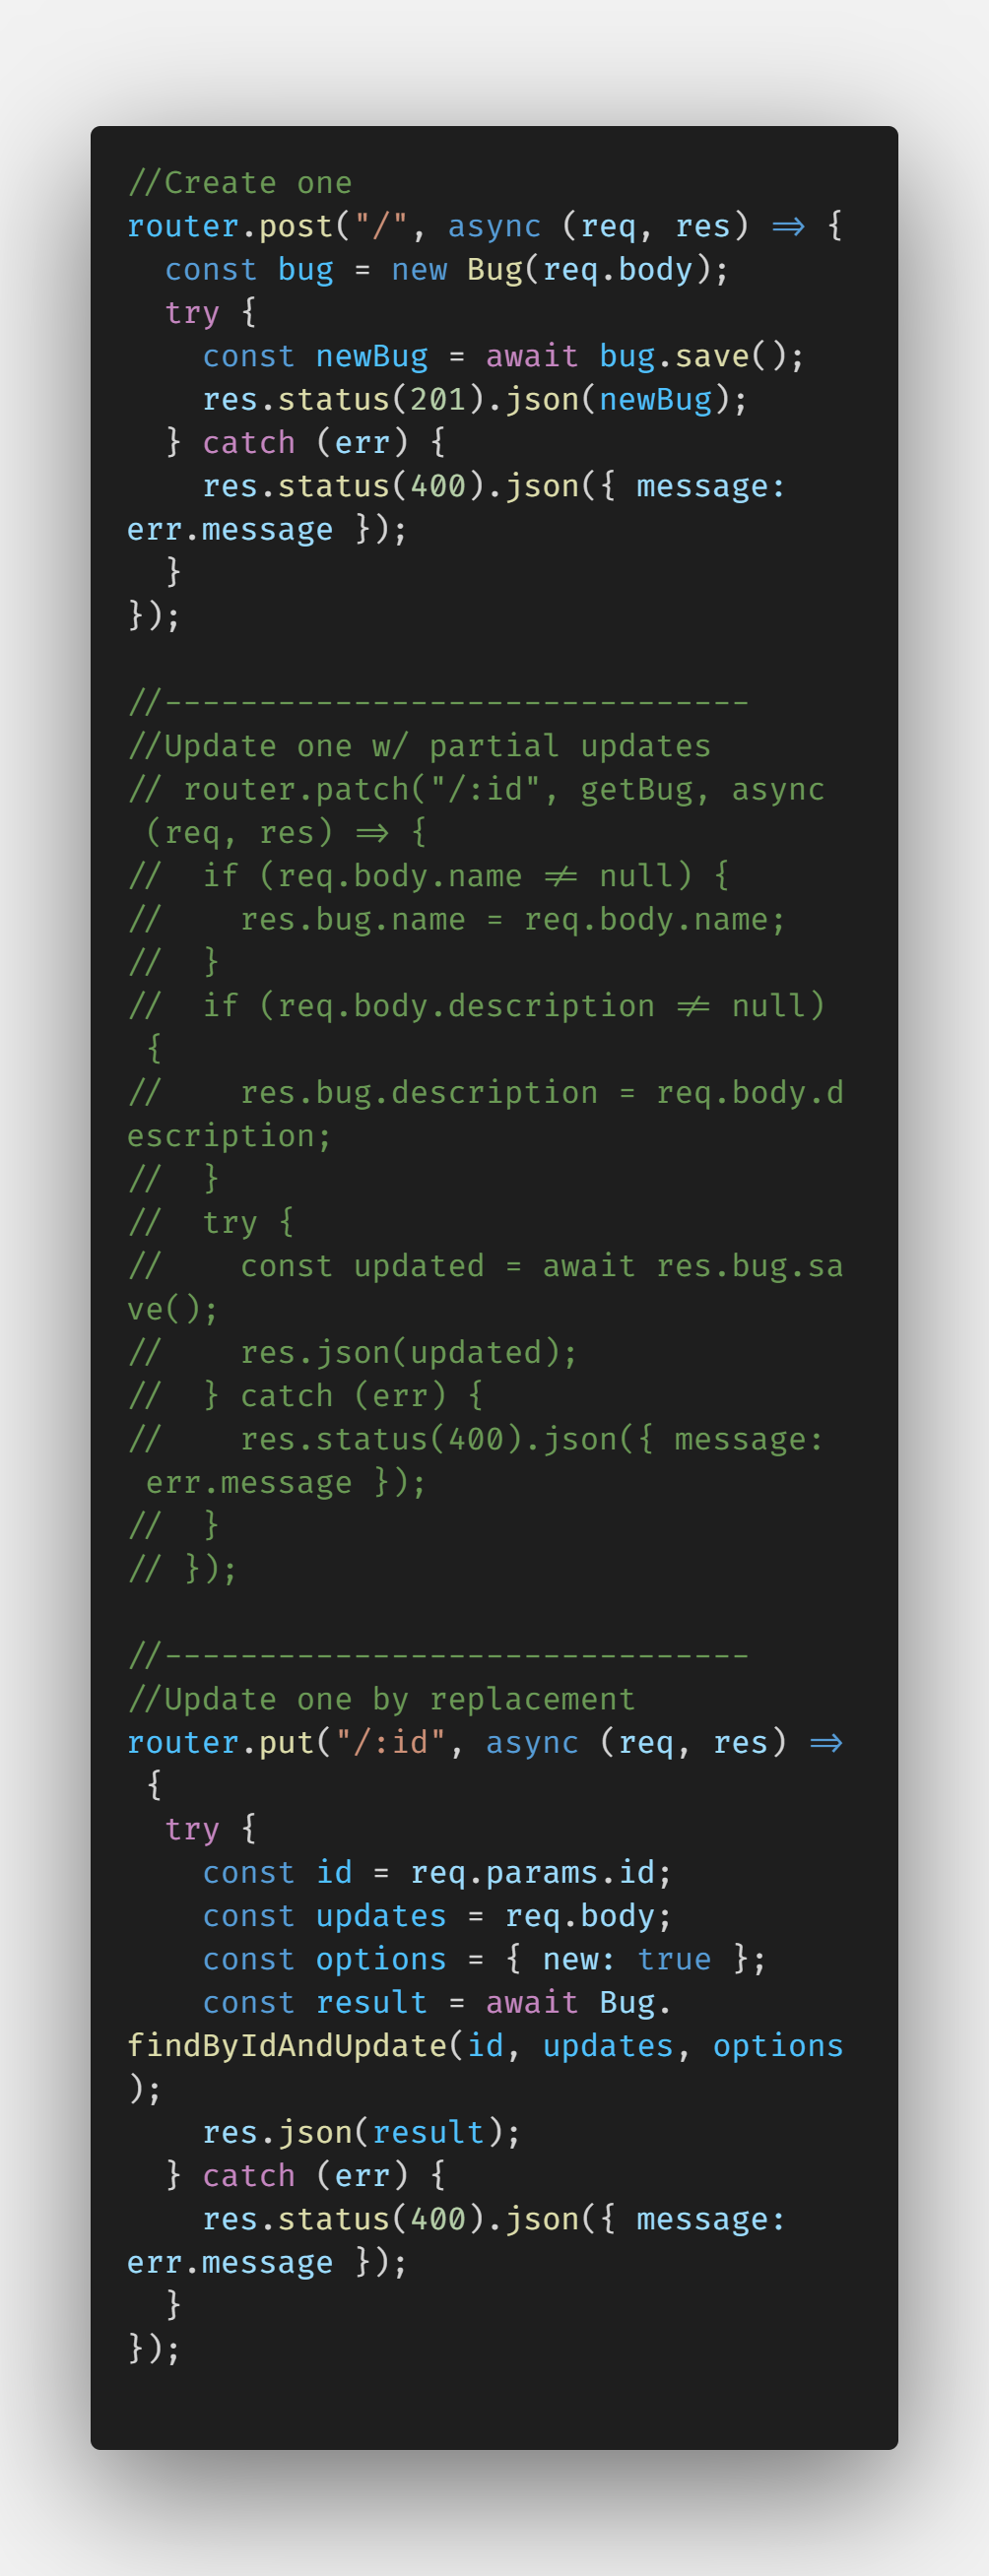 //Create one
router.post("/", async (req, res) => {
  const bug = new Bug(req.body);
  try {
    const newBug = await bug.save();
    res.status(201).json(newBug);
  } catch (err) {
    res.status(400).json({ message:
err.message });
  }
});

//-------------------------------
//Update one w/ partial updates
// router.patch("/:id", getBug, async
 (req, res) => {
//  if (req.body.name != null) {
//    res.bug.name = req.body.name;
//  }
//  if (req.body.description != null)
 {
//    res.bug.description = req.body.d
escription;
//  }
//  try {
//    const updated = await res.bug.sa
ve();
//    res.json(updated);
//  } catch (err) {
//    res.status(400).json({ message:
 err.message });
//  }
// });

//-------------------------------
//Update one by replacement
router.put("/:id", async (req, res) =>
 {
  try {
    const id = req.params.id;
    const updates = req.body;
    const options = { new: true };
    const result = await Bug.
findByIdAndUpdate(id, updates, options
);
    res.json(result);
  } catch (err) {
    res.status(400).json({ message:
err.message });
  }
});